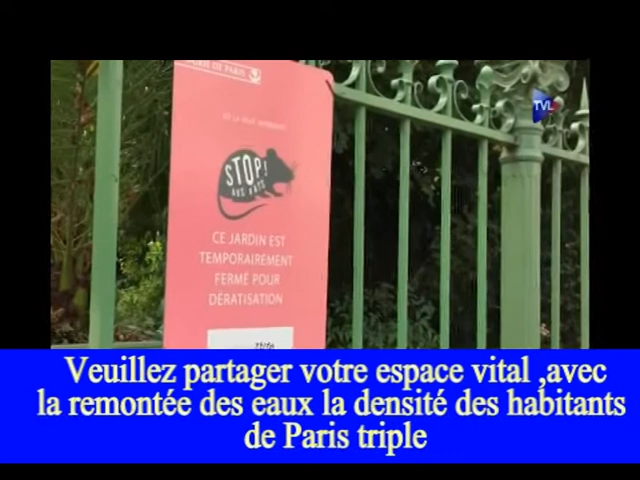 DE PARIS
TVL
STOP!
AUX RATS
CE JARDIN EST
TEMPORAIREMENT
FERMÉ POUR
DÉRATISATION
Veuillez partager votre espace vital ,avec
la remontée des eaux la densité des habitants
de Paris triple